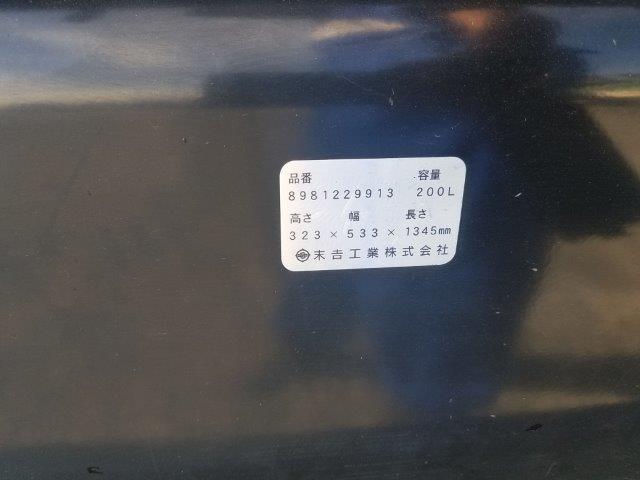 品番 容量
8981229913 200L
高さ 幅 長さ
323 × 533 × 1345mm
末吉工業株式会社